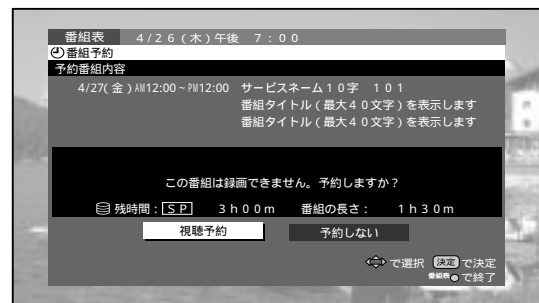 番組表 4/26(木)午後 7:00
番組予約
予約番組内容
4/27(金)AM12:00~PM12:00 サービスネーム10字 101
番組タイトル(最大40文字)を表示します
番組タイトル(最大40文字)を表示します
この番組は録画できません。予約しますか?
残時間:SP 3h00m 番組の長さ: 1h30m
視聴予約 予約しない
で選択 決定 で決定
番組表 で終了